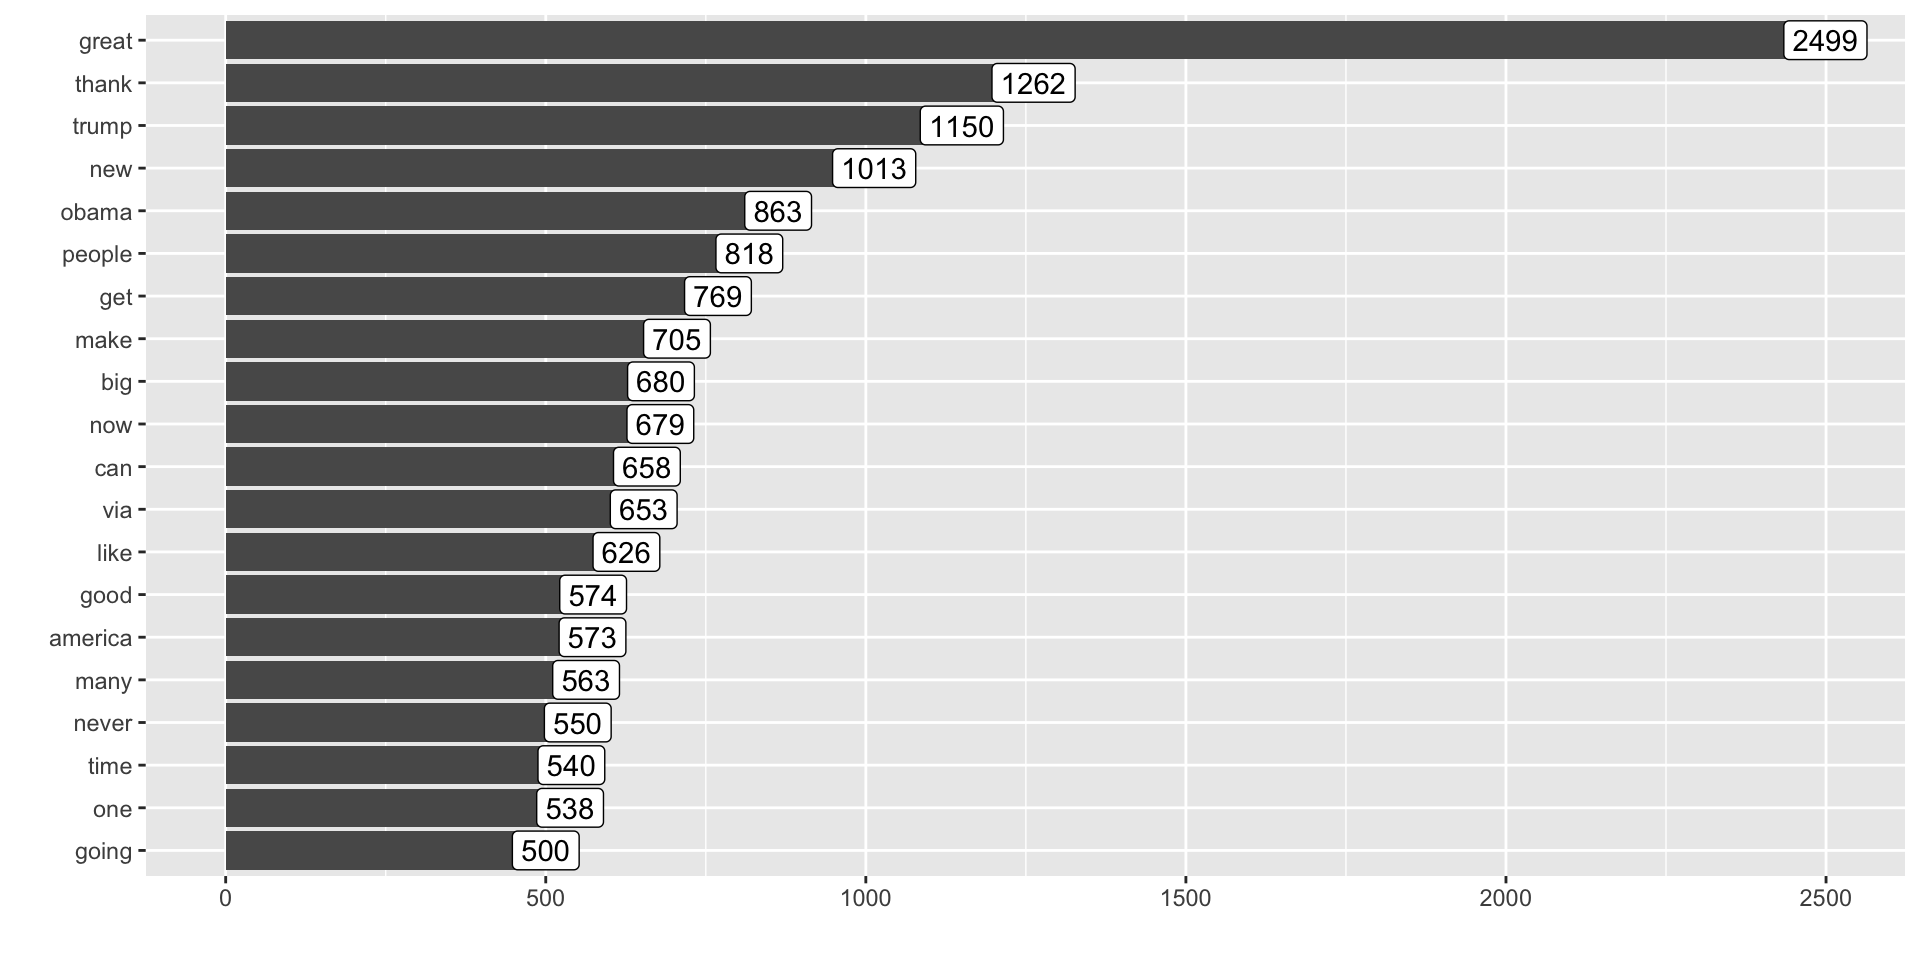 great 2499
thank 1262
trump 1150
new 1013
obama 863
people 818
get 769
make 705
big 680
now 679
can 658
via 653
like 626
good 574
america 573
many 563
never 550
time 540
one 538
going 500
0 500 1000 1500 2000 2500